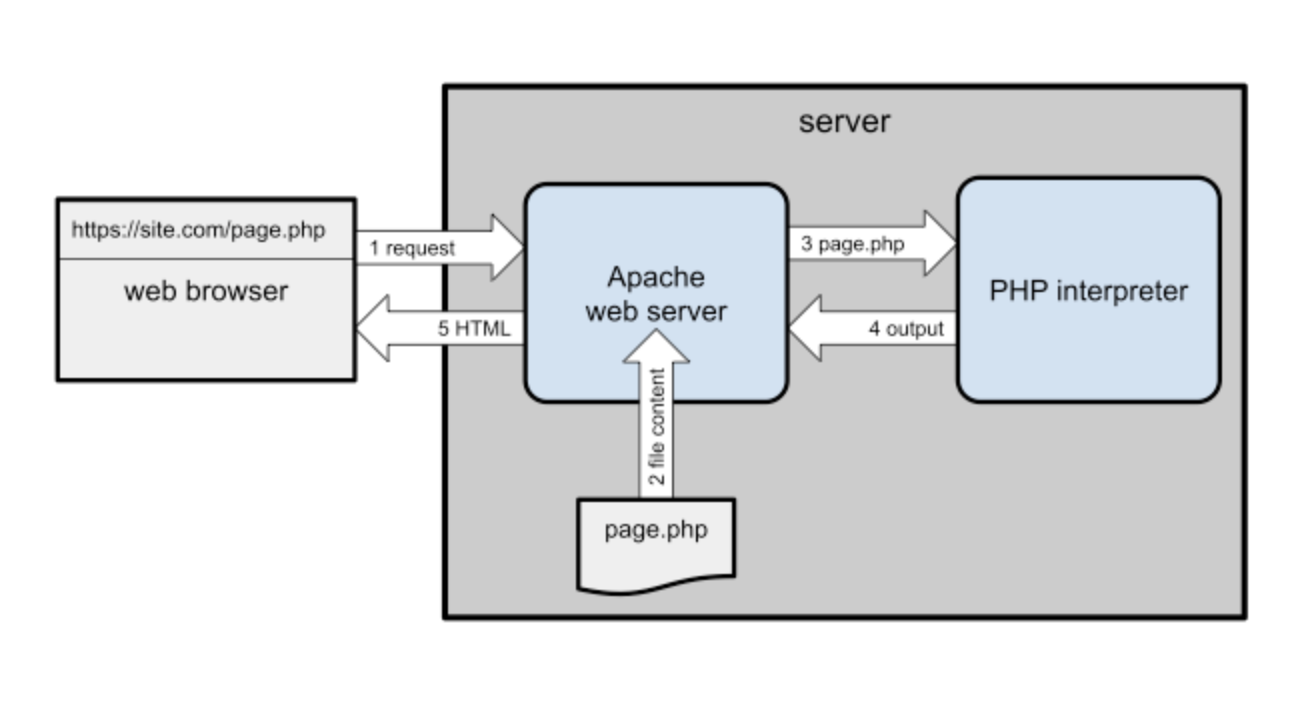 server
https://site.com/page.php
web browser
1 request
5 HTML
Apache
web server
3 page.php
4 output
PHP interpreter
2 file content
page.php